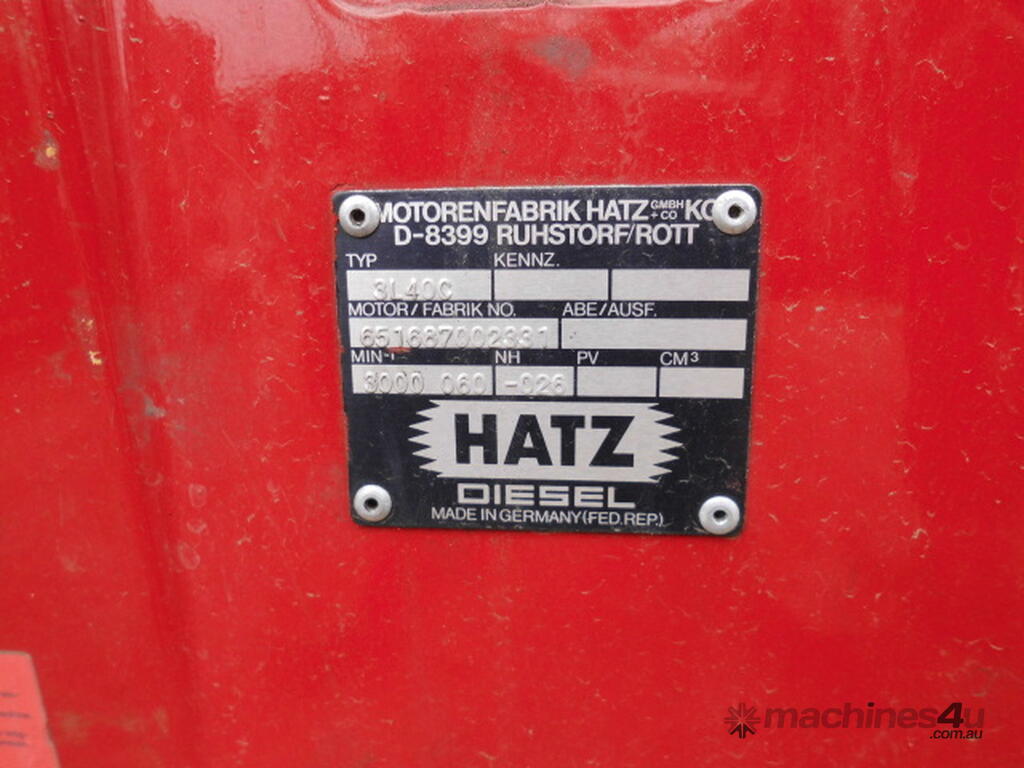 MOTORENFABRIK HATZ GMBH + CO KG
D-8399 RUHSTORF/ROTT
TYP KENNZ.
3L40C
MOTOR/FABRIK NO. ABE/AUSF.
651687002331
MIN-1 NH PV CM³
3000 060 -026
HATZ
DIESEL
MADE IN GERMANY (FED.REP.)
machines4u
.com.au